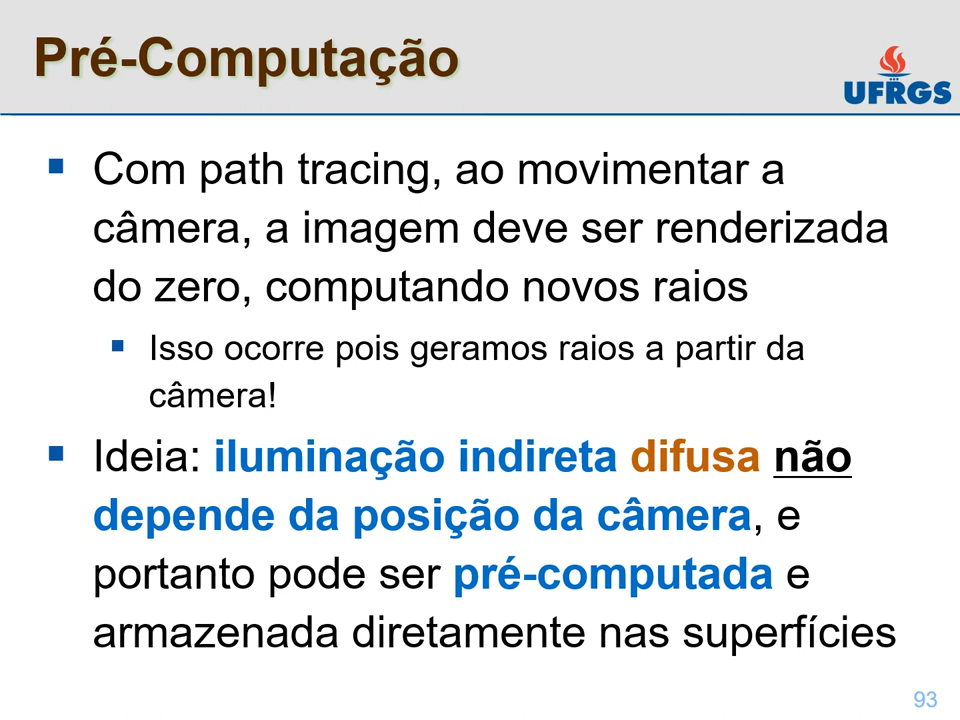 Pré-Computação
UFRGS
▪ Com path tracing, ao movimentar a
câmera, a imagem deve ser renderizada
do zero, computando novos raios
▪ Isso ocorre pois geramos raios a partir da
câmera!
▪ Ideia: iluminação indireta difusa não
depende da posição da câmera, e
portanto pode ser pré-computada e
armazenada diretamente nas superfícies
93